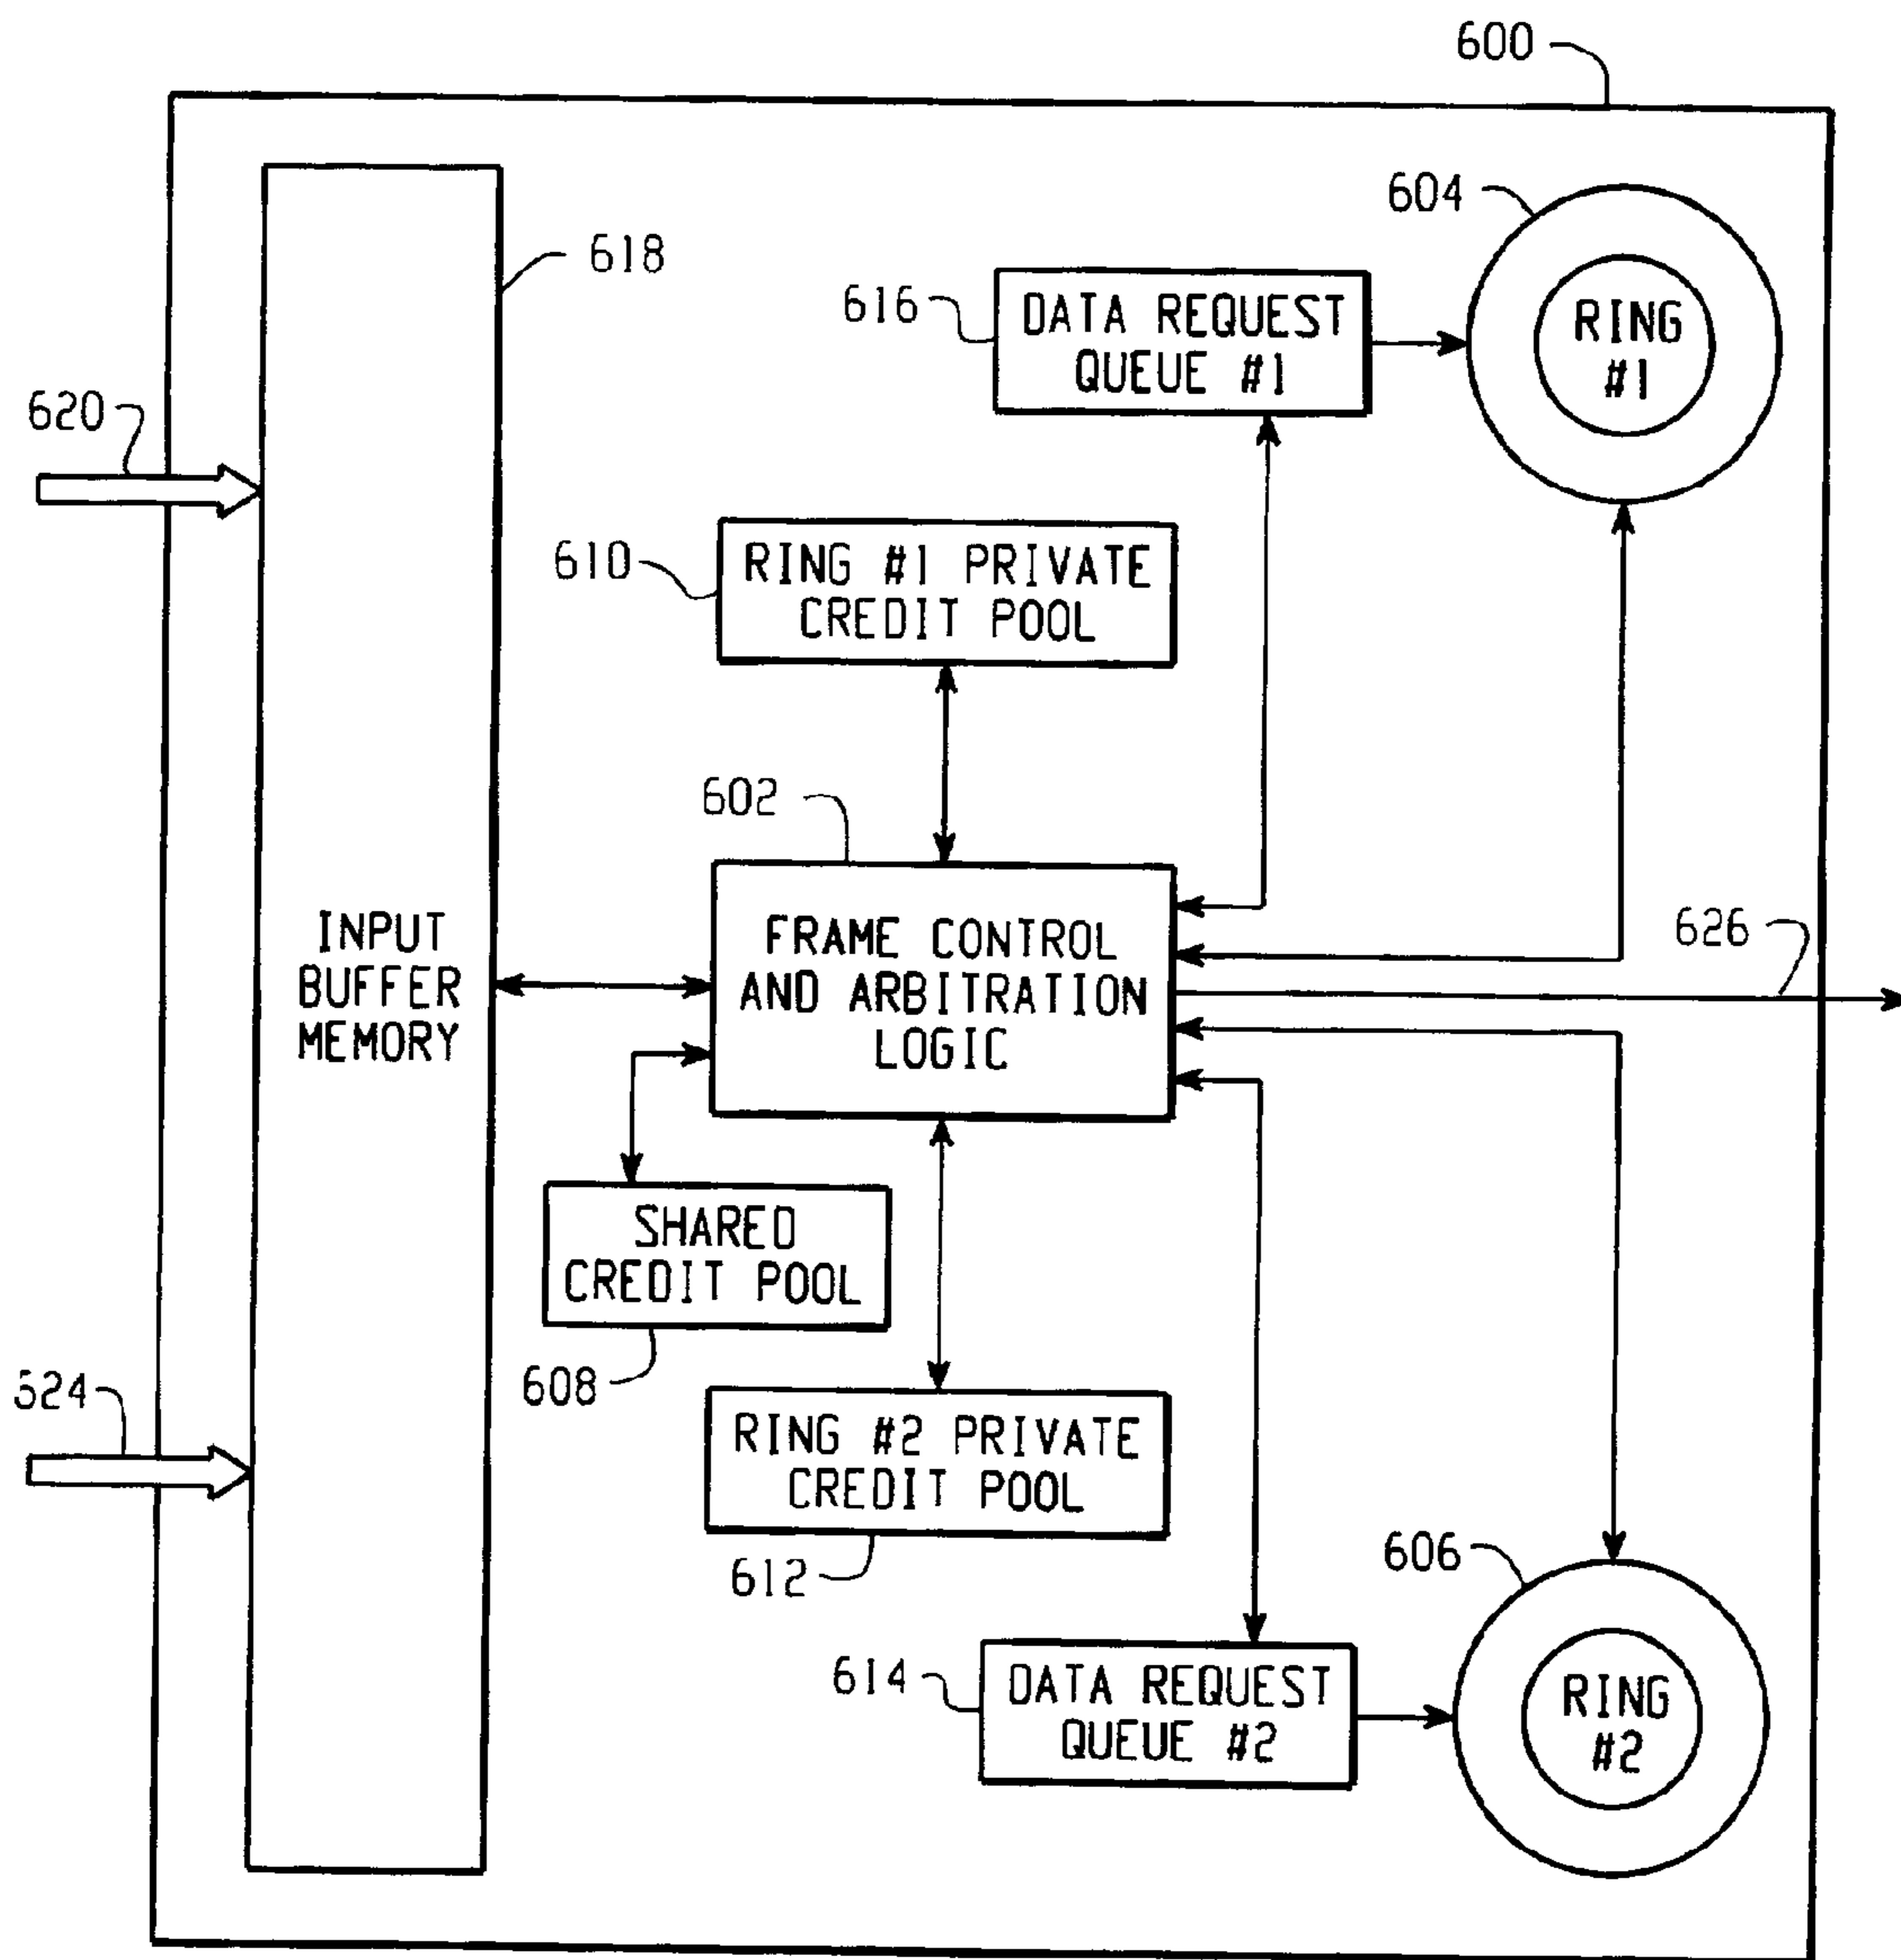 600
604
618
616
DATA REQUEST
QUEUE #1
RING
#1
620
610
RING #1 PRIVATE
CREDIT POOL
602
626
INPUT
BUFFER
MEMORY
FRAME CONTROL
AND ARBITRATION
LOGIC
SHARED
CREDIT POOL
608
624
RING #2 PRIVATE
CREDIT POOL
612
606
614
DATA REQUEST
QUEUE #2
RING
#2